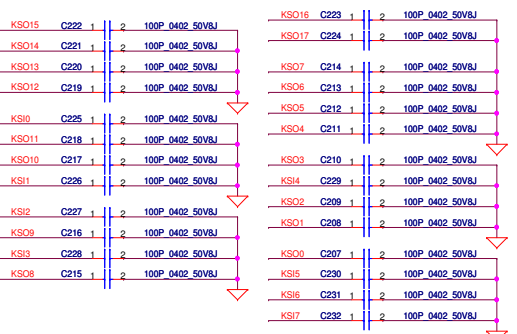 KSO15 C222 1 2 100P_0402_50V8J
KSO14 C221 1 2 100P_0402_50V8J
KSO13 C220 1 2 100P_0402_50V8J
KSO12 C219 1 2 100P_0402_50V8J
KSI0 C225 1 2 100P_0402_50V8J
KSO11 C218 1 2 100P_0402_50V8J
KSO10 C217 1 2 100P_0402_50V8J
KSI1 C226 1 2 100P_0402_50V8J
KSI2 C227 1 2 100P_0402_50V8J
KSO9 C216 1 2 100P_0402_50V8J
KSI3 C228 1 2 100P_0402_50V8J
KSO8 C215 1 2 100P_0402_50V8J
KSO16 C223 1 2 100P_0402_50V8J
KSO17 C224 1 2 100P_0402_50V8J
KSO7 C214 1 2 100P_0402_50V8J
KSO6 C213 1 2 100P_0402_50V8J
KSO5 C212 1 2 100P_0402_50V8J
KSO4 C211 1 2 100P_0402_50V8J
KSO3 C210 1 2 100P_0402_50V8J
KSI4 C229 1 2 100P_0402_50V8J
KSO2 C209 1 2 100P_0402_50V8J
KSO1 C208 1 2 100P_0402_50V8J
KSO0 C207 1 2 100P_0402_50V8J
KSI5 C230 1 2 100P_0402_50V8J
KSI6 C231 1 2 100P_0402_50V8J
KSI7 C232 1 2 100P_0402_50V8J